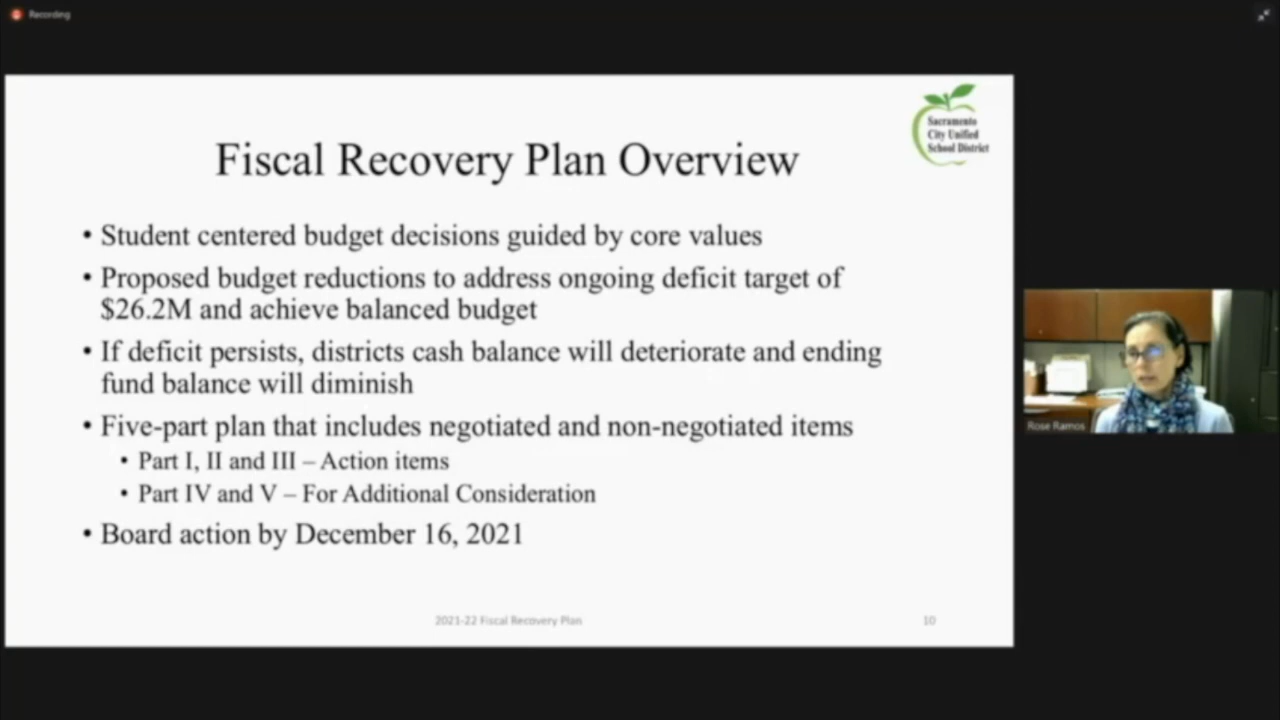 Recording
Sacramento
City Unified
School District
Fiscal Recovery Plan Overview
• Student centered budget decisions guided by core values
• Proposed budget reductions to address ongoing deficit target of
$26.2M and achieve balanced budget
• If deficit persists, districts cash balance will deteriorate and ending
fund balance will diminish
• Five-part plan that includes negotiated and non-negotiated items
• Part I, II and III – Action items
• Part IV and V – For Additional Consideration
• Board action by December 16, 2021
2021-22 Fiscal Recovery Plan
10
Rose Ramos